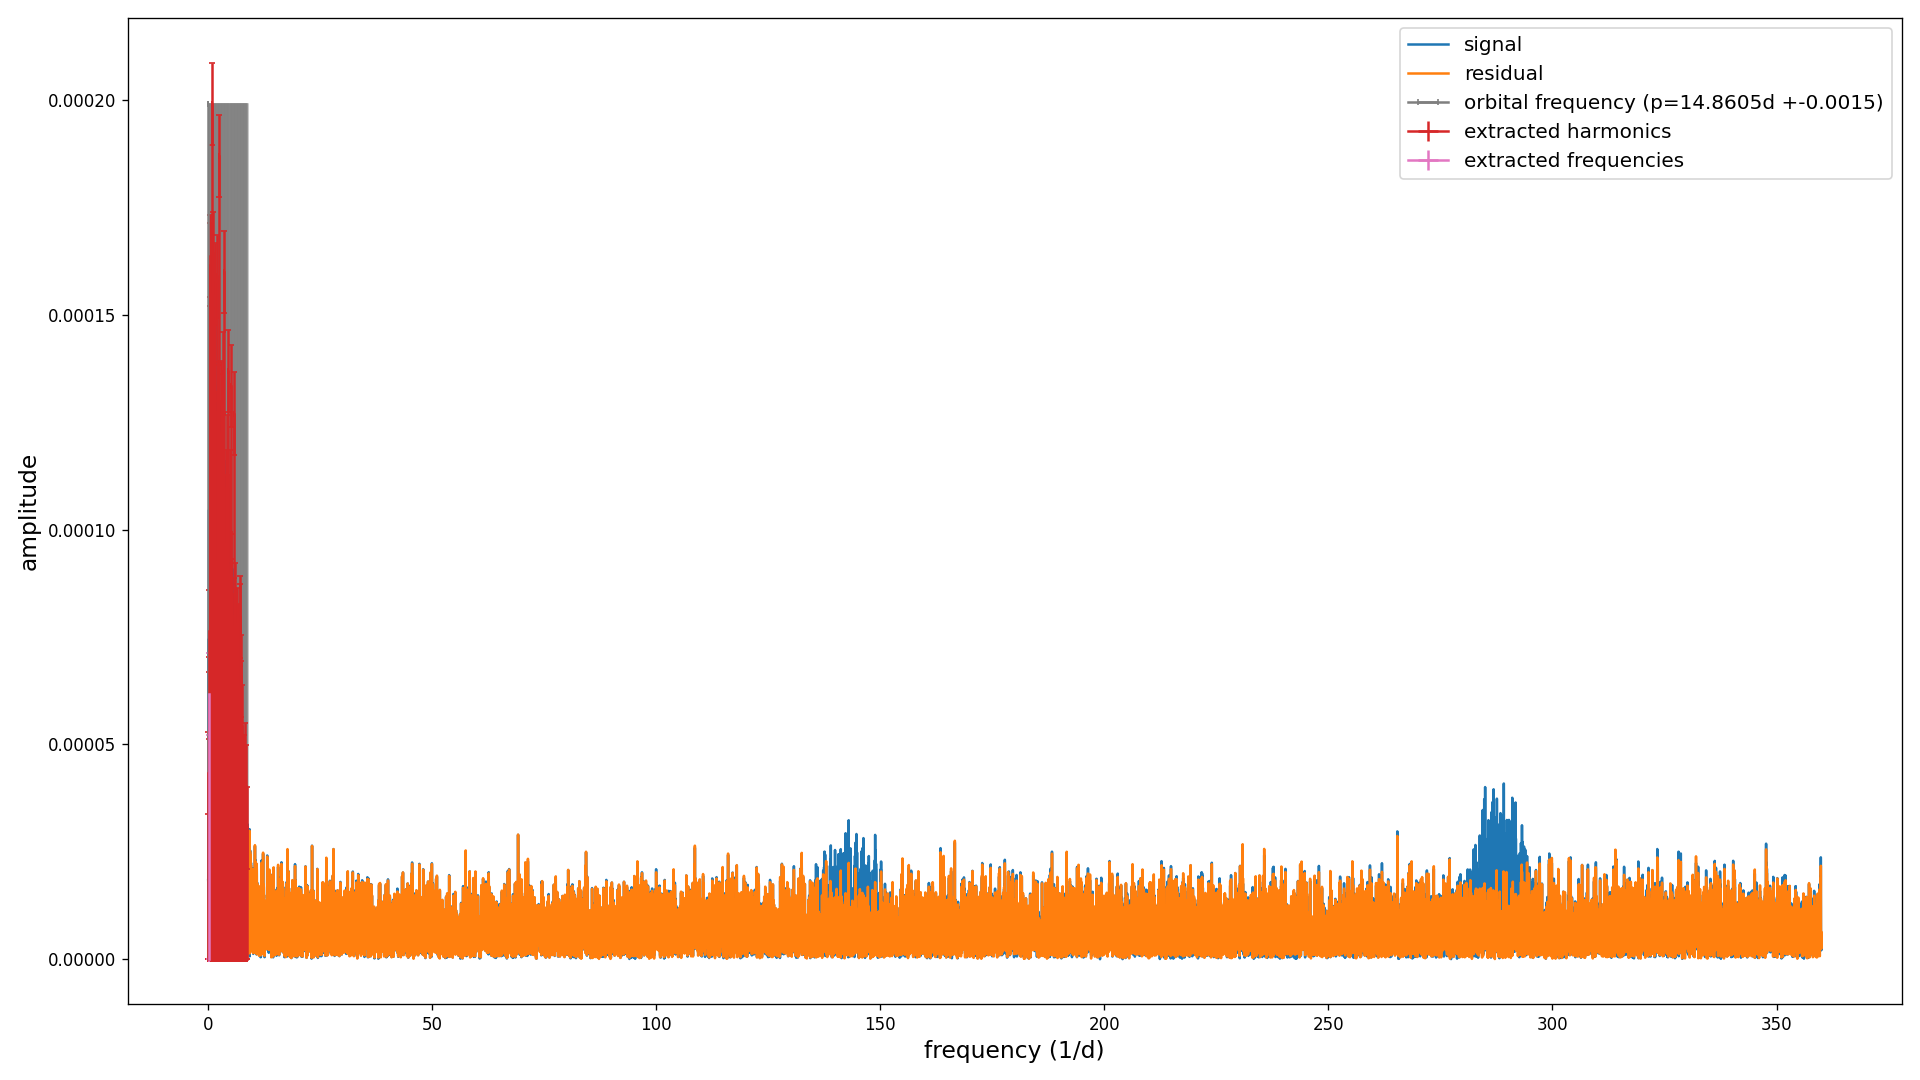 signal
residual
orbital frequency (p=14.8605d +-0.0015)
extracted harmonics
extracted frequencies
0.00020
0.00015
0.00010
0.00005
0.00000
amplitude
0 50 100 150 200 250 300 350
frequency (1/d)